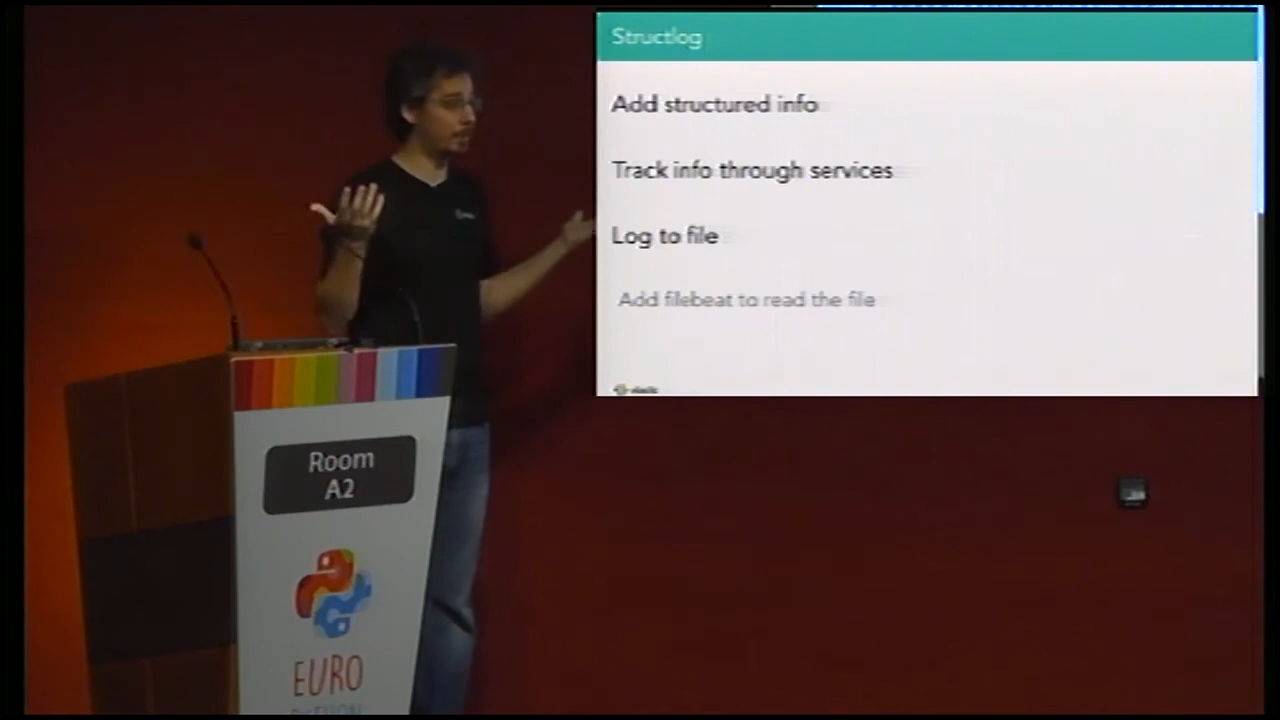 Structlog
Add structured info
Track info through services
Log to file
Add filebeat to read the file
elastic
Room
A2
EURO